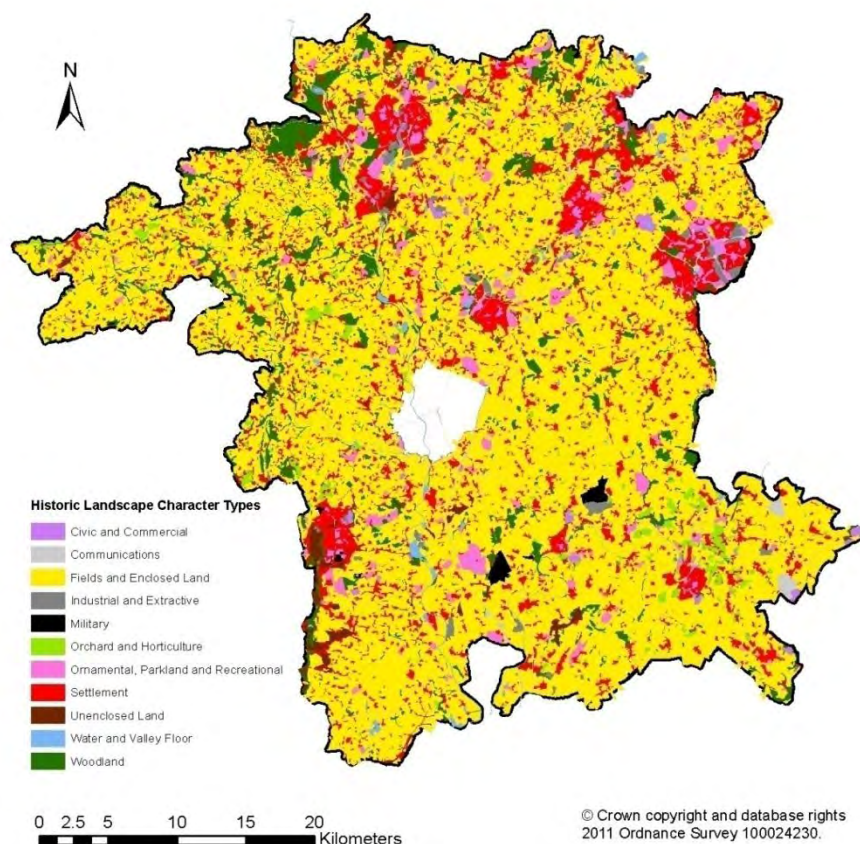 N
Historic Landscape Character Types
Civic and Commercial
Communications
Fields and Enclosed Land
Industrial and Extractive
Military
Orchard and Horticulture
Ornamental, Parkland and Recreational
Settlement
Unenclosed Land
Water and Valley Floor
Woodland
0 2.5 5 10 15 20
Kilometers
© Crown copyright and database rights
2011 Ordnance Survey 100024230.